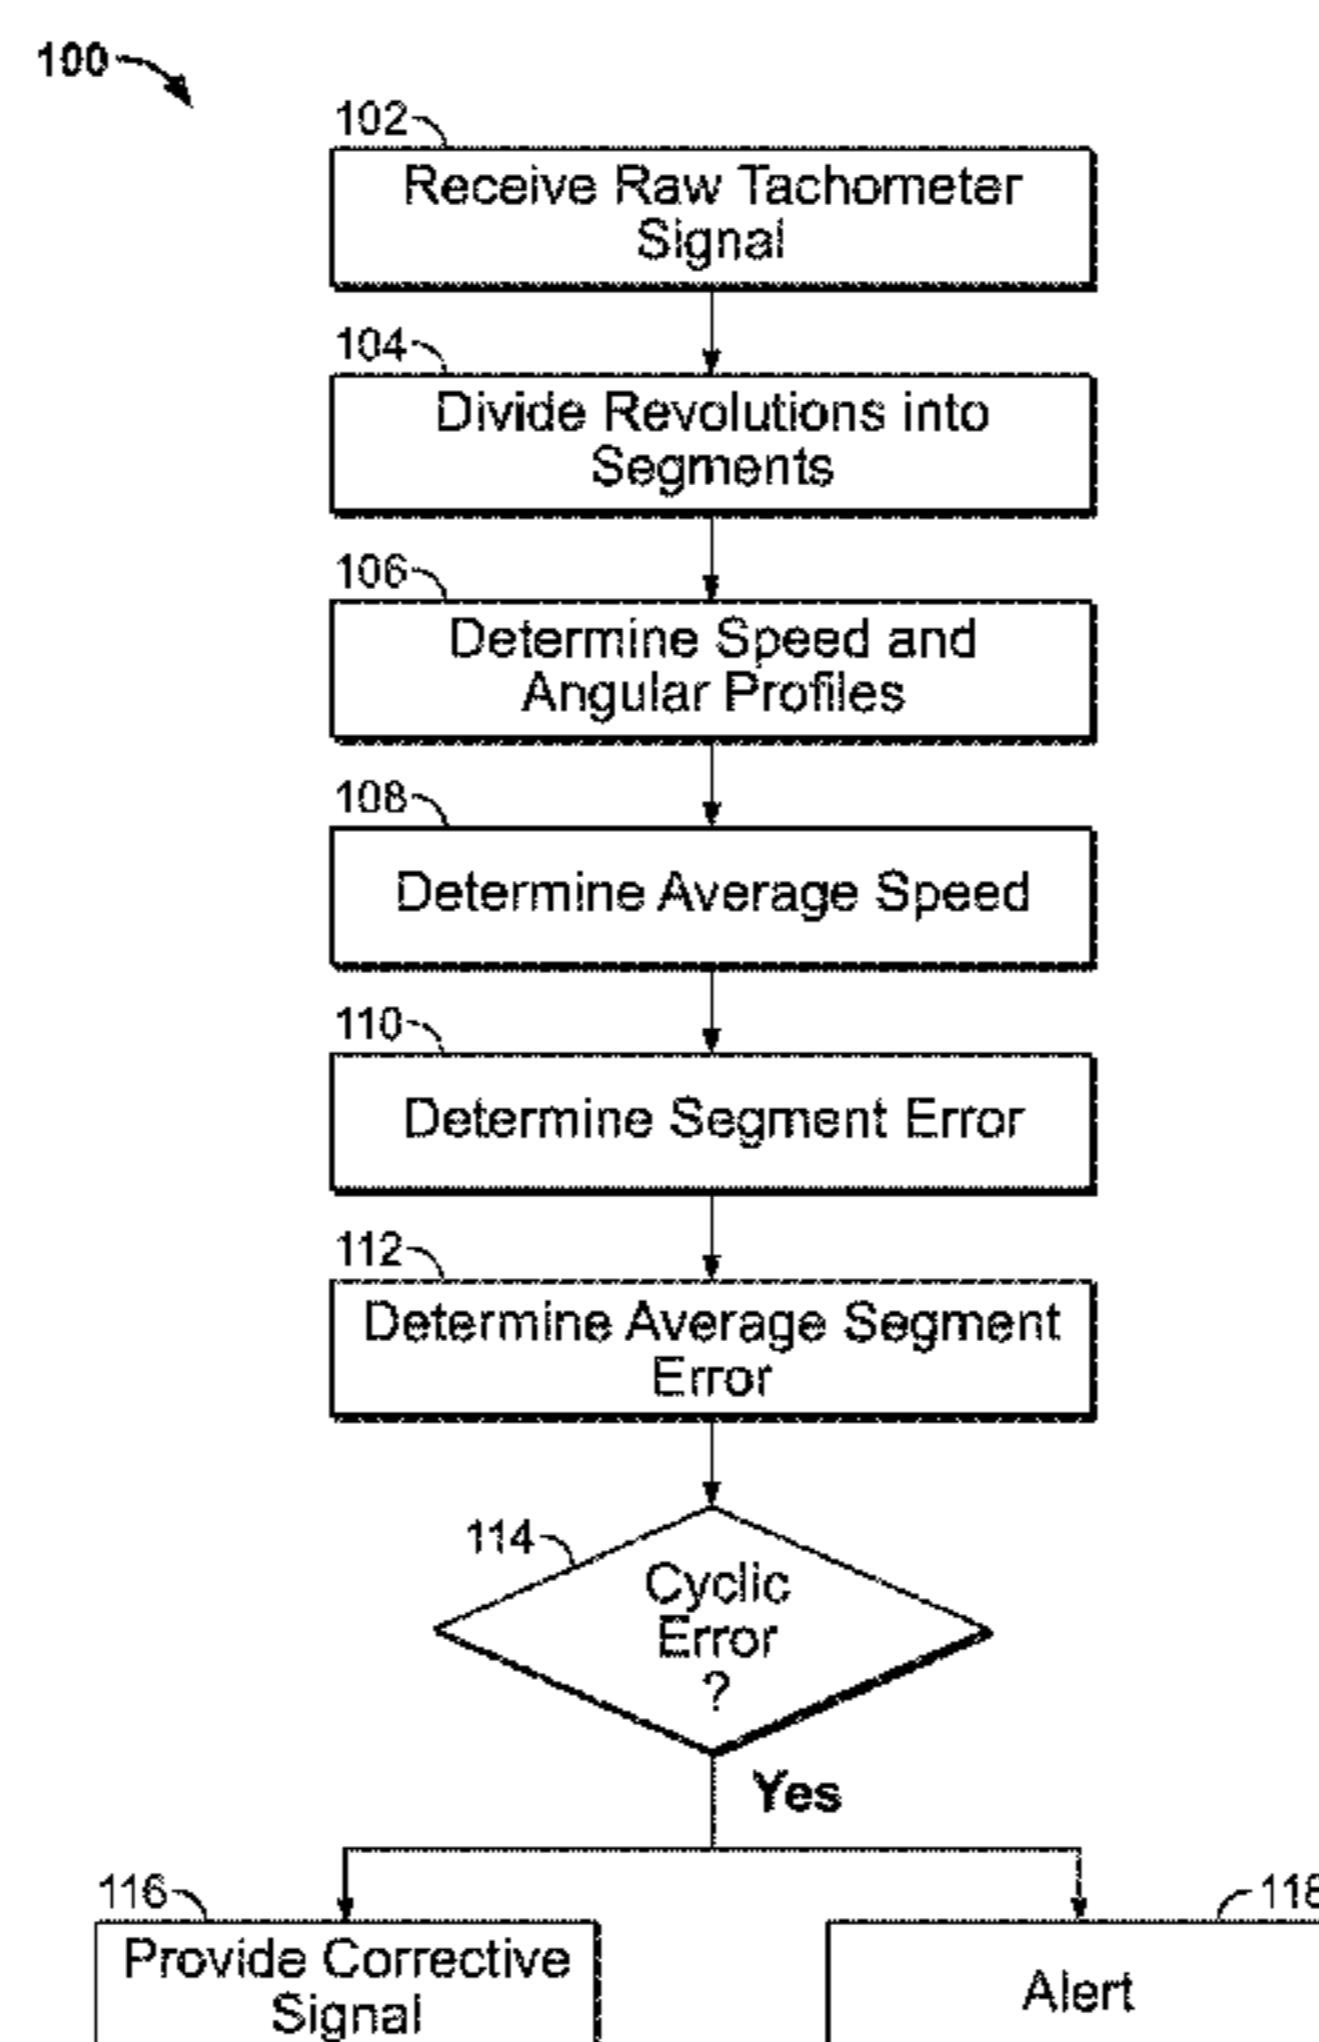 100
102
Receive Raw Tachometer
Signal
104
Divide Revolutions into
Segments
106
Determine Speed and
Angular Profiles
108
Determine Average Speed
110
Determine Segment Error
112
Determine Average Segment
Error
114
Cyclic
Error
?
Yes
116
118
Provide Corrective
Signal
Alert